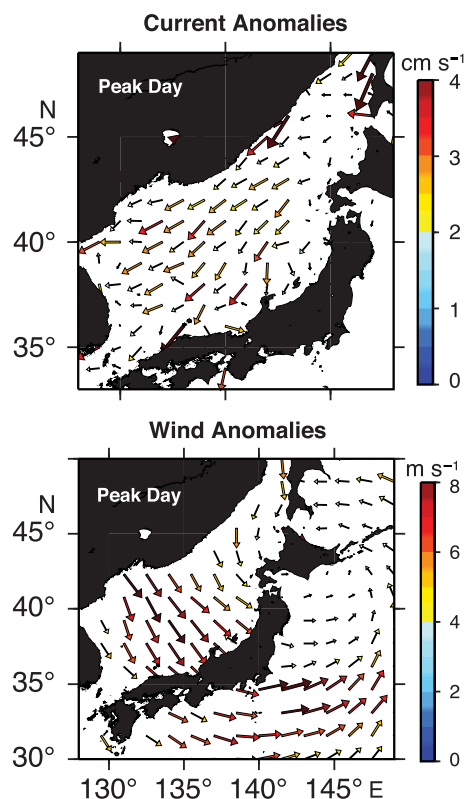 Current Anomalies
cm s⁻¹
Peak Day
4
N
45°
3
40°
2
1
35°
0
Wind Anomalies
m s⁻¹
Peak Day
8
N
45°
6
40°
4
35°
2
30°
0
130° 135° 140° 145° E